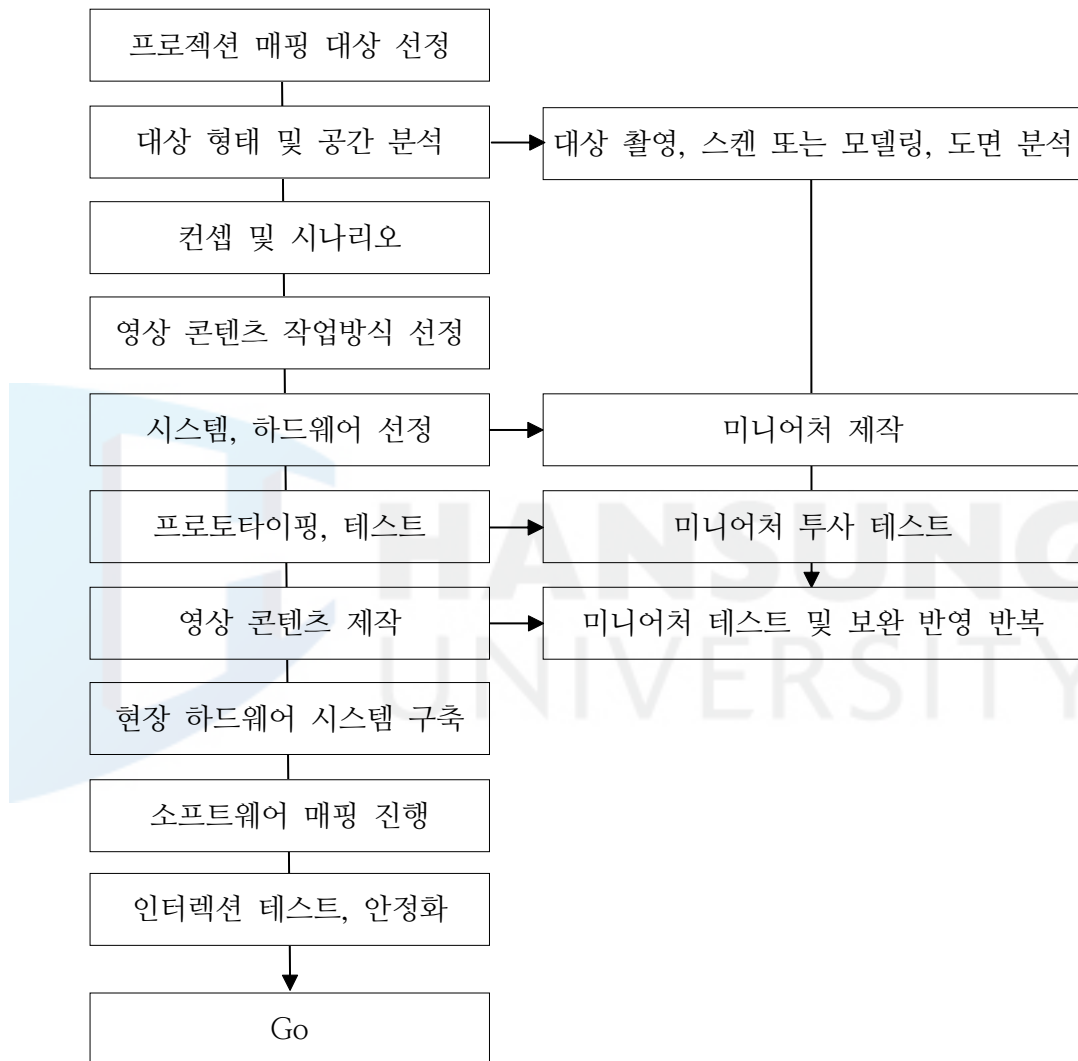 프로젝션 매핑 대상 선정
대상 형태 및 공간 분석
대상 촬영, 스켄 또는 모델링, 도면 분석
컨셉 및 시나리오
영상 콘텐츠 작업방식 선정
시스템, 하드웨어 선정
미니어처 제작
프로토타이핑, 테스트
미니어처 투사 테스트
영상 콘텐츠 제작
미니어처 테스트 및 보완 반영 반복
현장 하드웨어 시스템 구축
소프트웨어 매핑 진행
인터렉션 테스트, 안정화
Go
HANSUNG
UNIVERSITY